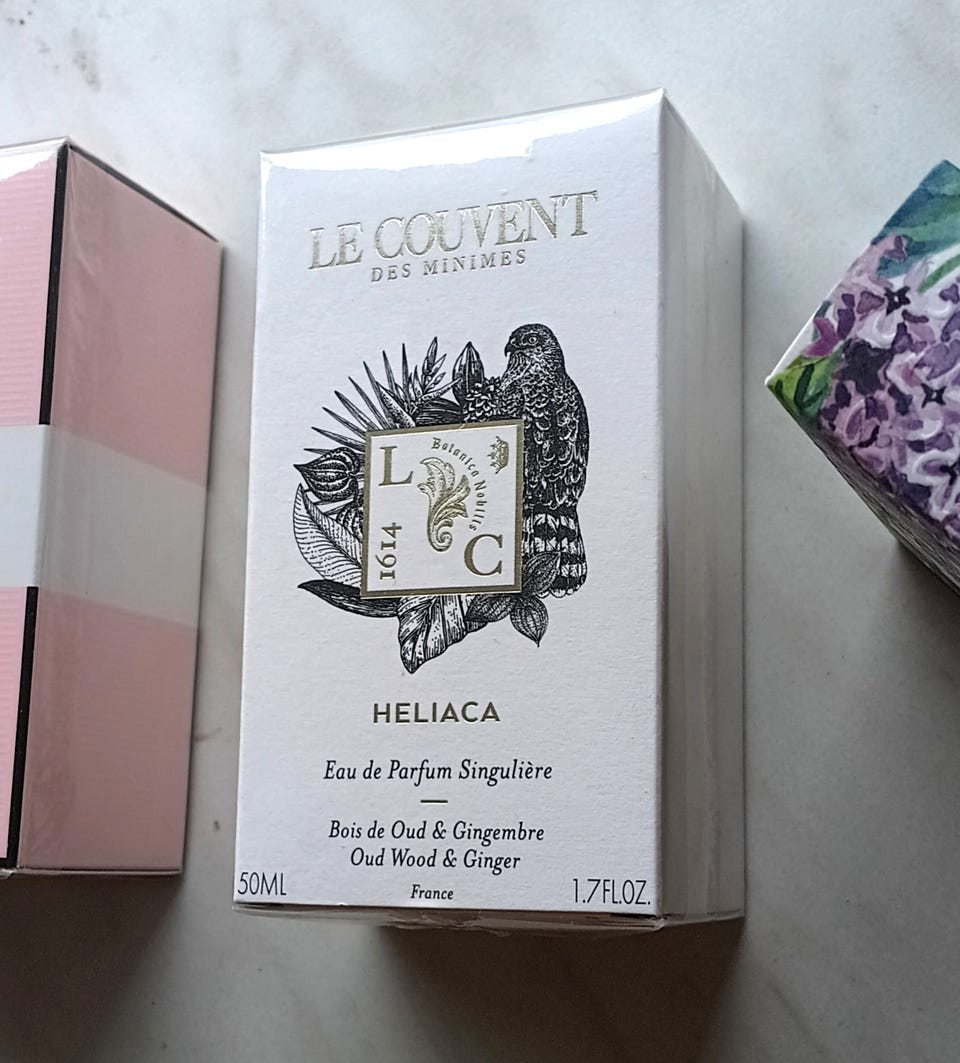 LE COUVENT
DES MINIMES
L
Botanica Nobilis
1614
C
HELIACA
Eau de Parfum Singulière
Bois de Oud & Gingembre
Oud Wood & Ginger
50ML
France
1.7FL.OZ.